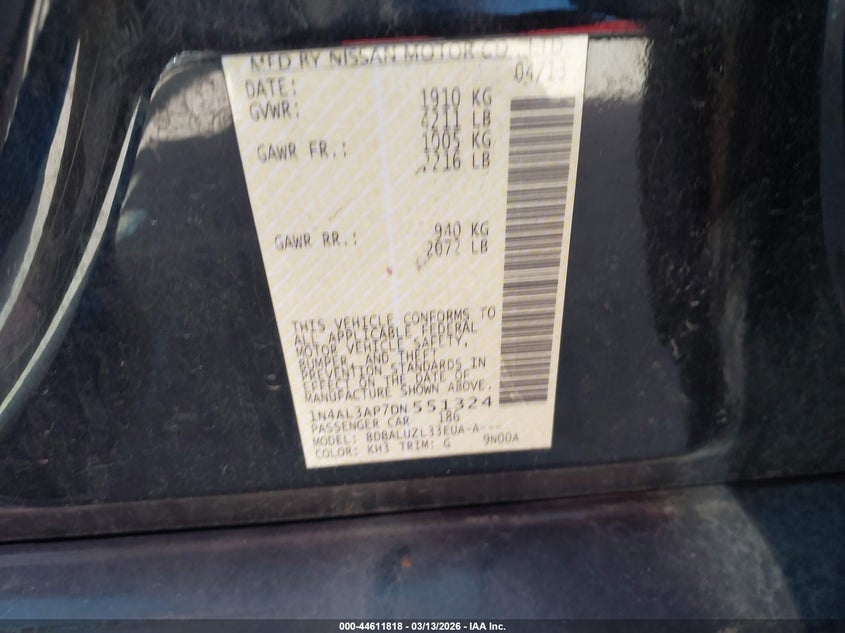 MFD BY NISSAN MOTOR CO., LTD
DATE: 04/13
GVWR: 1910 KG
4211 LB
GAWR FR.: 1005 KG
2216 LB
GAWR RR.: 940 KG
2072 LB
THIS VEHICLE CONFORMS TO
ALL APPLICABLE FEDERAL
MOTOR VEHICLE SAFETY,
BUMPER, AND THEFT
PREVENTION STANDARDS IN
EFFECT ON THE DATE OF
MANUFACTURE SHOWN ABOVE.
1N4AL3AP7DN551324
PASSENGER CAR 186
MODEL: BDBALUZL33EUA-A---
COLOR: KH3 TRIM: G 9N00A
000-44611818 - 03/13/2026 - IAA Inc.